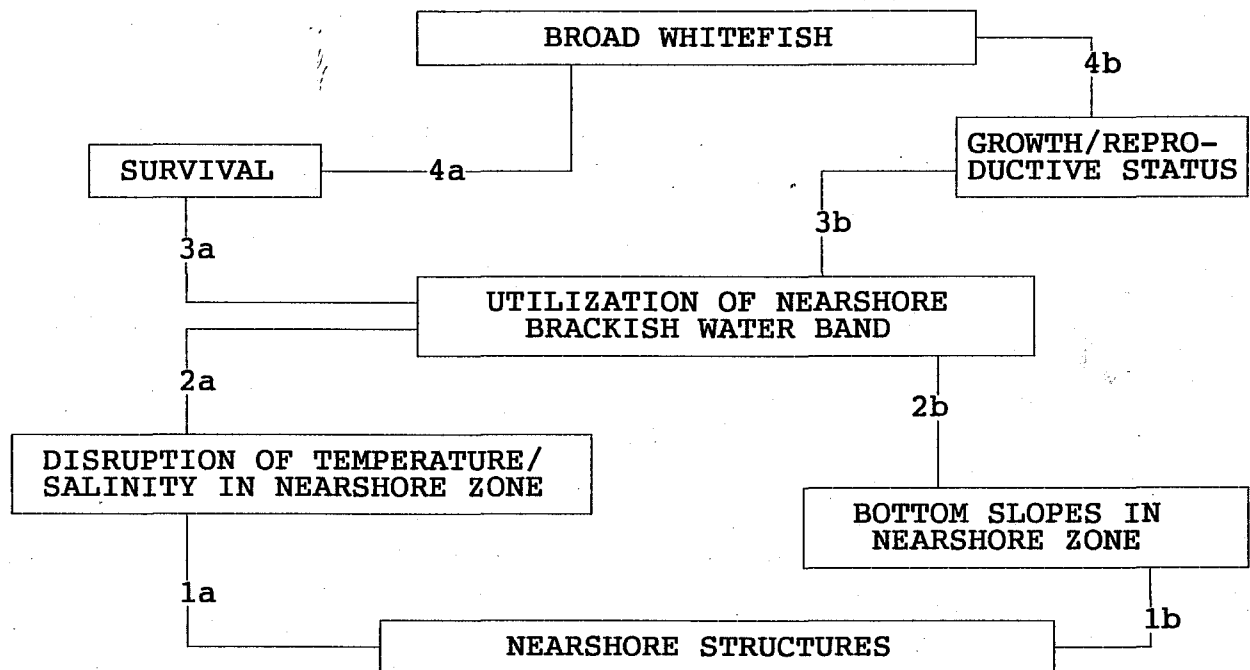 BROAD WHITEFISH
4b
GROWTH/REPRO-
DUCTIVE STATUS
SURVIVAL
4a
3b
3a
UTILIZATION OF NEARSHORE
BRACKISH WATER BAND
2a
2b
DISRUPTION OF TEMPERATURE/
SALINITY IN NEARSHORE ZONE
BOTTOM SLOPES IN
NEARSHORE ZONE
1a
1b
NEARSHORE STRUCTURES